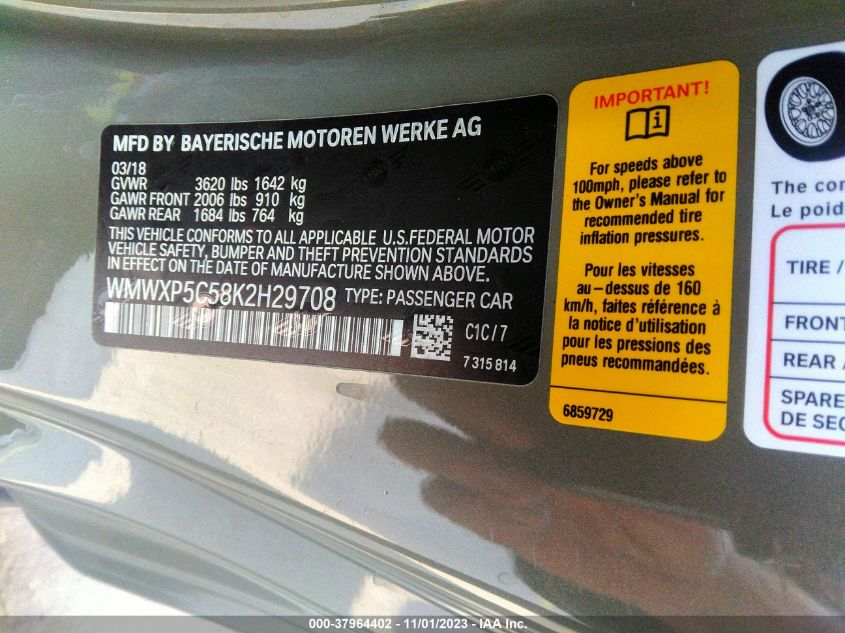 MFD BY BAYERISCHE MOTOREN WERKE AG
03/18
GVWR 3620 lbs 1642 kg
GAWR FRONT 2006 lbs 910 kg
GAWR REAR 1684 lbs 764 kg
THIS VEHICLE CONFORMS TO ALL APPLICABLE U.S.FEDERAL MOTOR
VEHICLE SAFETY, BUMPER AND THEFT PREVENTION STANDARDS
IN EFFECT ON THE DATE OF MANUFACTURE SHOWN ABOVE.
WMWXP5C58K2H29708 TYPE: PASSENGER CAR
C1C/7
7 315 814
IMPORTANT!
For speeds above
100mph, please refer to
the Owner's Manual for
recommended tire
inflation pressures.
Pour les vitesses
au-dessus de 160
km/h, faites référence à
la notice d'utilisation
pour les pressions des
pneus recommandées.
6859729
The com
Le poid
TIRE /
FRONT
REAR
SPARE
DE SEC
000-37964402 - 11/01/2023 - IAA Inc.